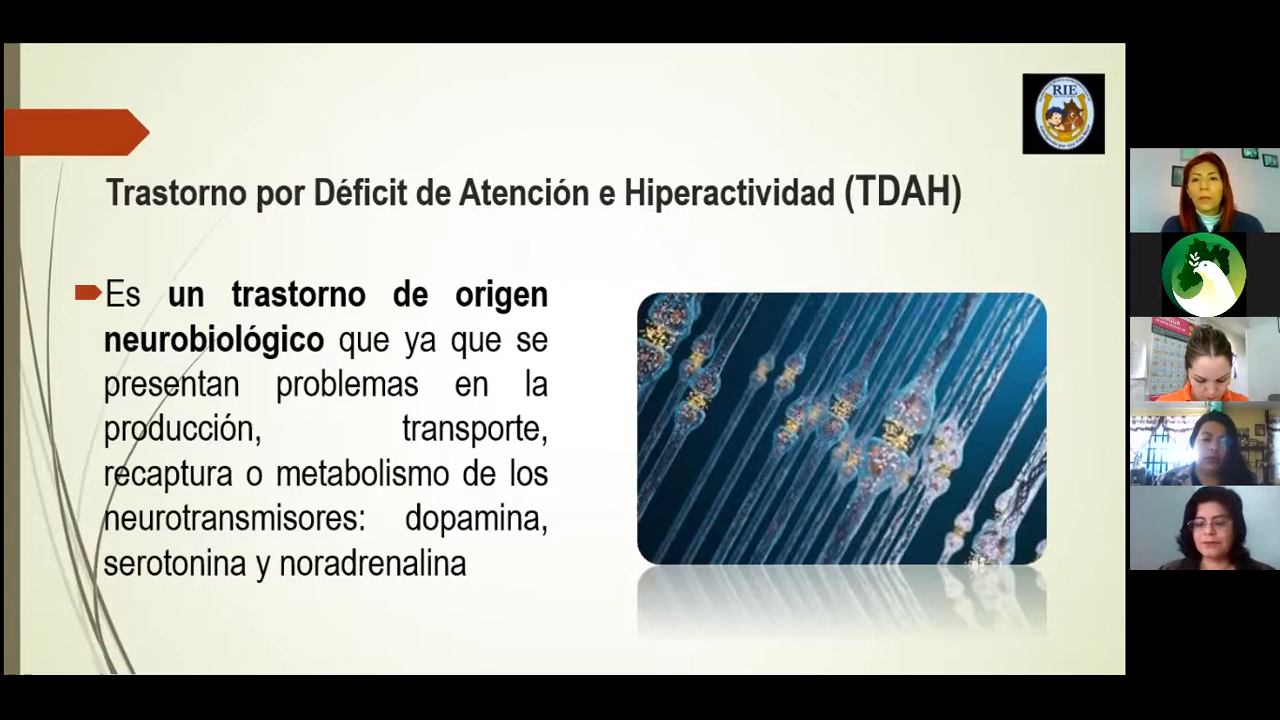 RIE
Trastorno por Déficit de Atención e Hiperactividad (TDAH)
Es un trastorno de origen
neurobiológico que ya que se
presentan problemas en la
producción, transporte,
recaptura o metabolismo de los
neurotransmisores: dopamina,
serotonina y noradrenalina